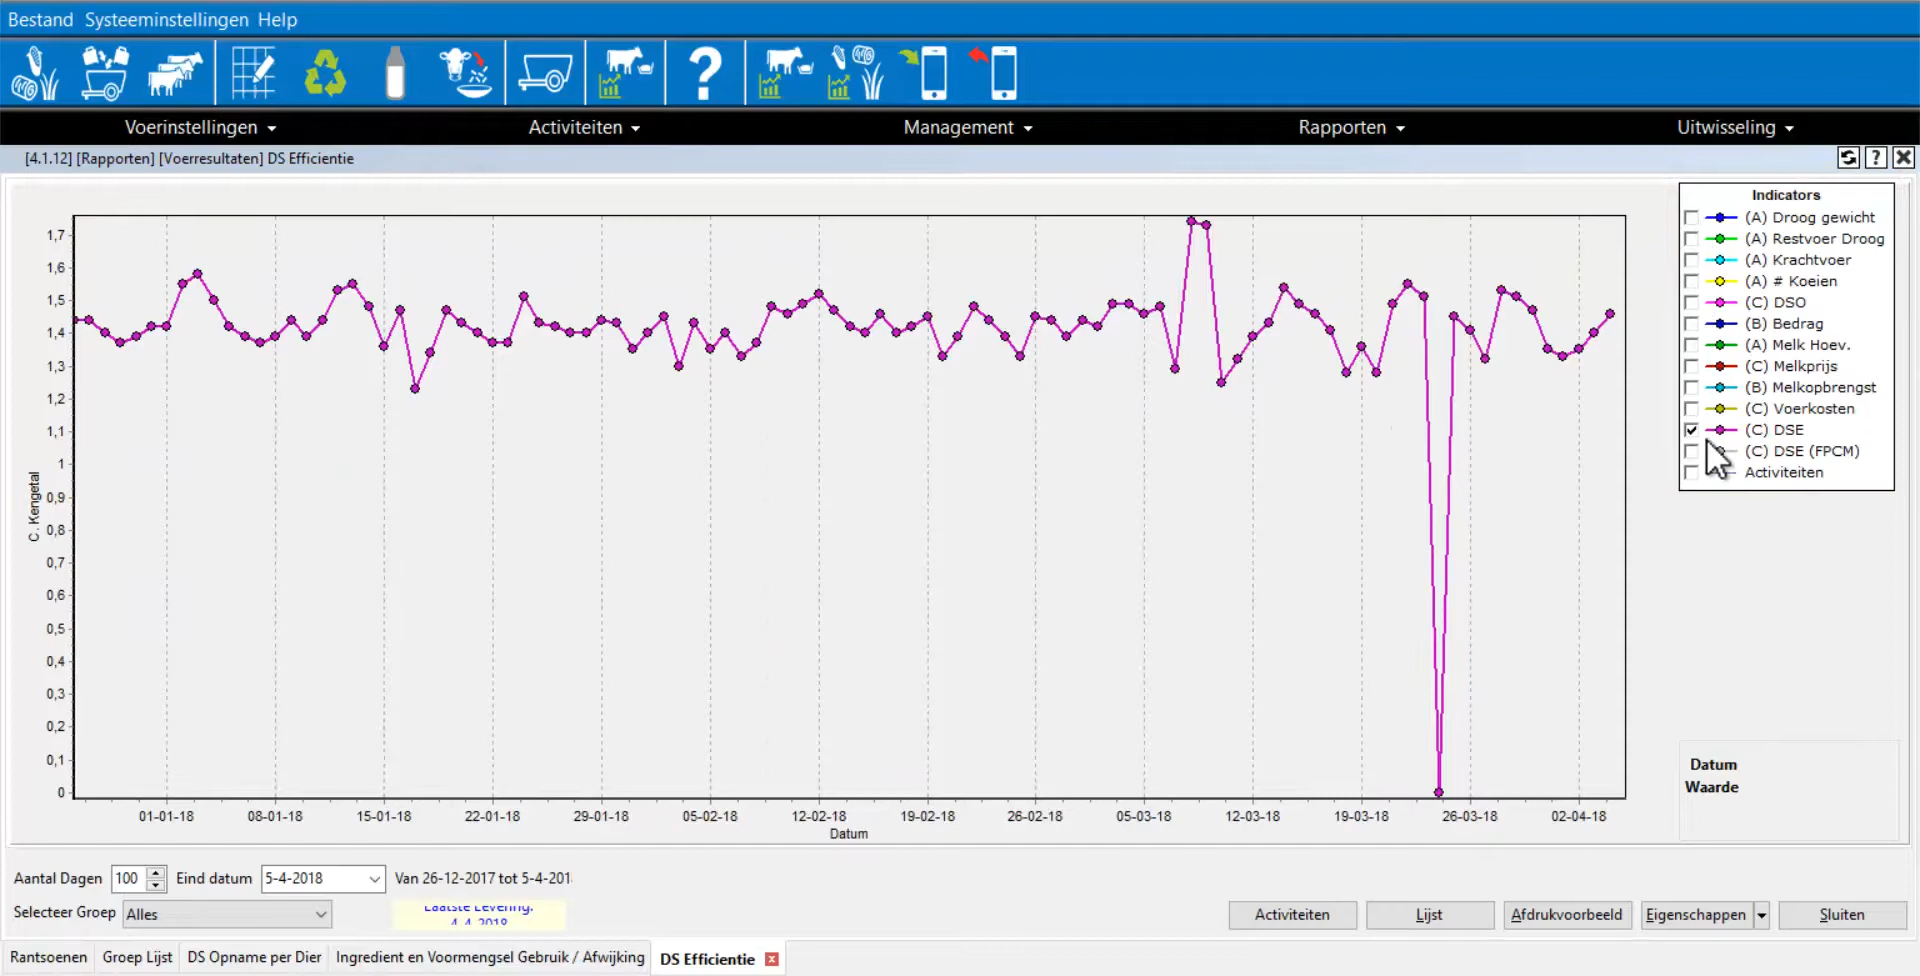 Bestand Systeeminstellingen Help
Voerinstellingen Activiteiten Management Rapporten Uitwisseling
[4.1.12] [Rapporten] [Voerresultaten] DS Efficientie
Indicators
(A) Droog gewicht
(A) Restvoer Droog
(A) Krachtvoer
(A) # Koeien
(C) DSO
(B) Bedrag
(A) Melk Hoev.
(C) Melkprijs
(B) Melkopbrengst
(C) Voerkosten
(C) DSE
(C) DSE (FPCM)
Activiteiten
1,7
1,6
1,5
1,4
1,3
1,2
1,1
1
0,9
0,8
0,7
0,6
0,5
0,4
0,3
0,2
0,1
0
C. Kengetal
01-01-18 08-01-18 15-01-18 22-01-18 29-01-18 05-02-18 12-02-18 19-02-18 26-02-18 05-03-18 12-03-18 19-03-18 26-03-18 02-04-18
Datum
Datum
Waarde
Aantal Dagen 100 Eind datum 5-4-2018 Van 26-12-2017 tot 5-4-201
Selecteer Groep Alles
Laatste Levering:
4-4-2018
Activiteiten Lijst Afdrukvoorbeeld Eigenschappen Sluiten
Rantsoenen Groep Lijst DS Opname per Dier Ingredient en Voormengsel Gebruik / Afwijking DS Efficientie